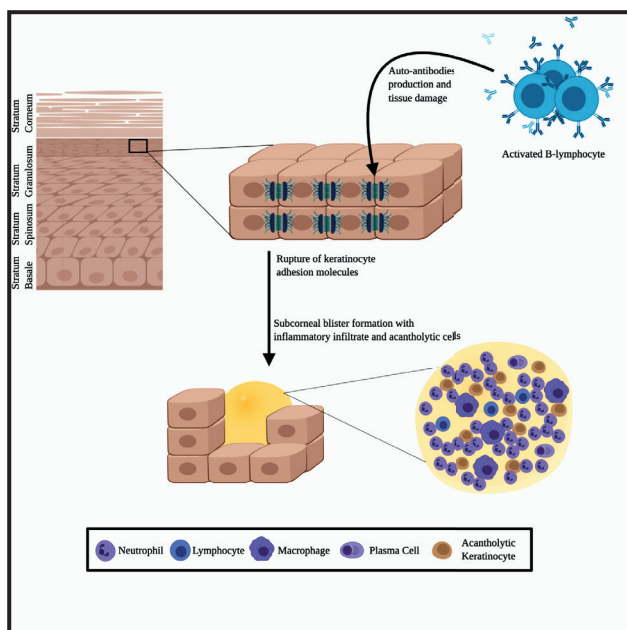 Auto-antibodies
production and
tissue damage
Activated B-lymphocyte
Stratum
Corneum
Stratum
Granulosum
Stratum
Spinosum
Stratum
Basale
Rupture of keratinocyte
adhesion molecules
Subcorneal blister formation with
inflammatory infiltrate and acantholytic cells
Neutrophil
Lymphocyte
Macrophage
Plasma Cell
Acantholytic
Keratinocyte